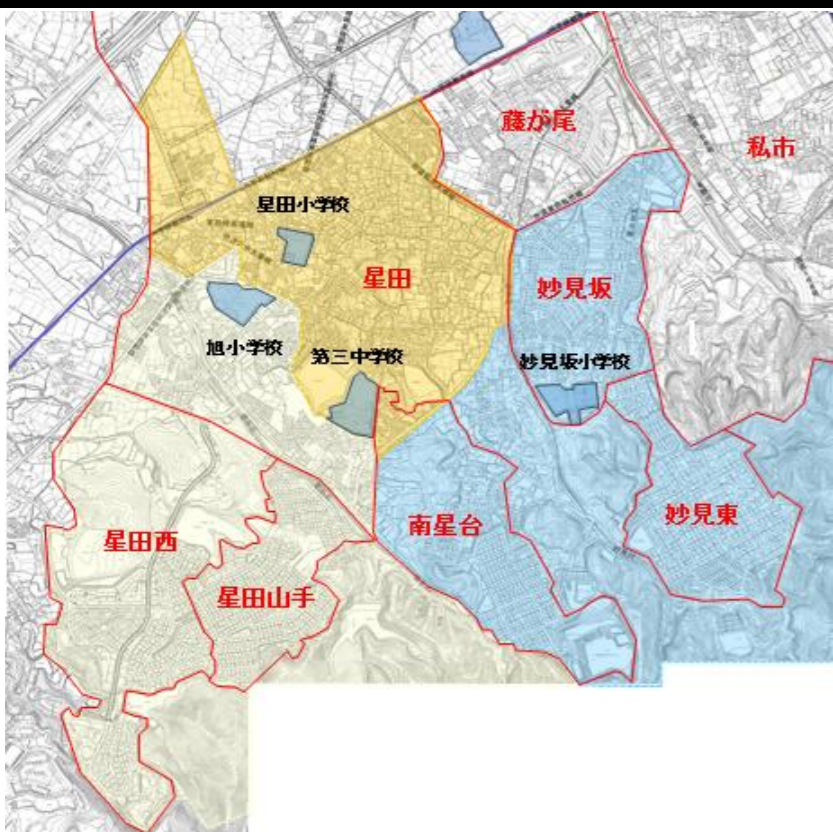 藤が尾
私市
星田小学校
星田
妙見坂
旭小学校
第三中学校
妙見坂小学校
南星台
妙見東
星田西
星田山手